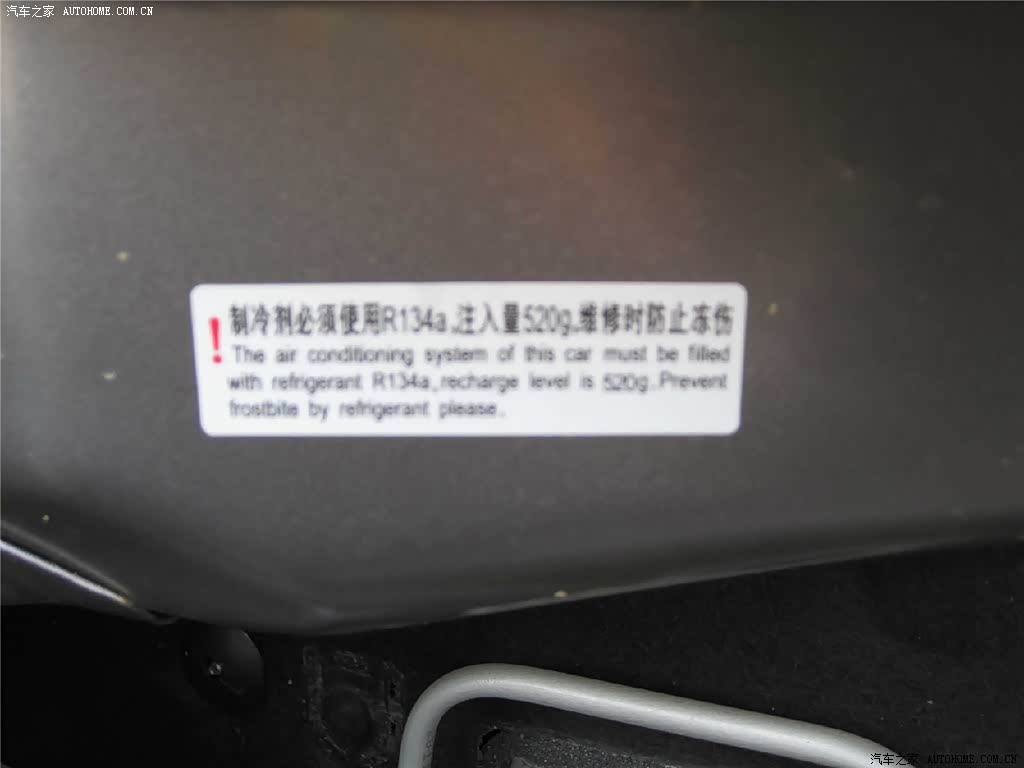 汽车之家 AUTOHOME.COM.CN
! 制冷剂必须使用R134a.注入量520g.维修时防止冻伤
The air conditioning system of this car must be filled
with refrigerant R134a,recharge level is 520g.Prevent
frostbite by refrigerant please.
汽车之家 AUTOHOME.COM.CN